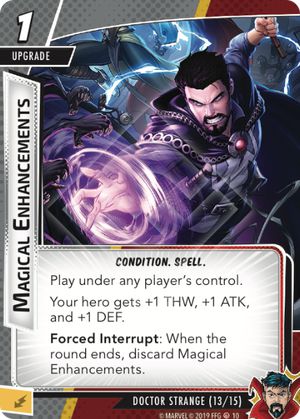 1
UPGRADE
MAGICAL ENHANCEMENTS
CONDITION. SPELL.
Play under any player's control.
Your hero gets +1 THW, +1 ATK,
and +1 DEF.
Forced Interrupt: When the
round ends, discard Magical
Enhancements.
DOCTOR STRANGE (13/15)
© MARVEL © 2019 FFG 10